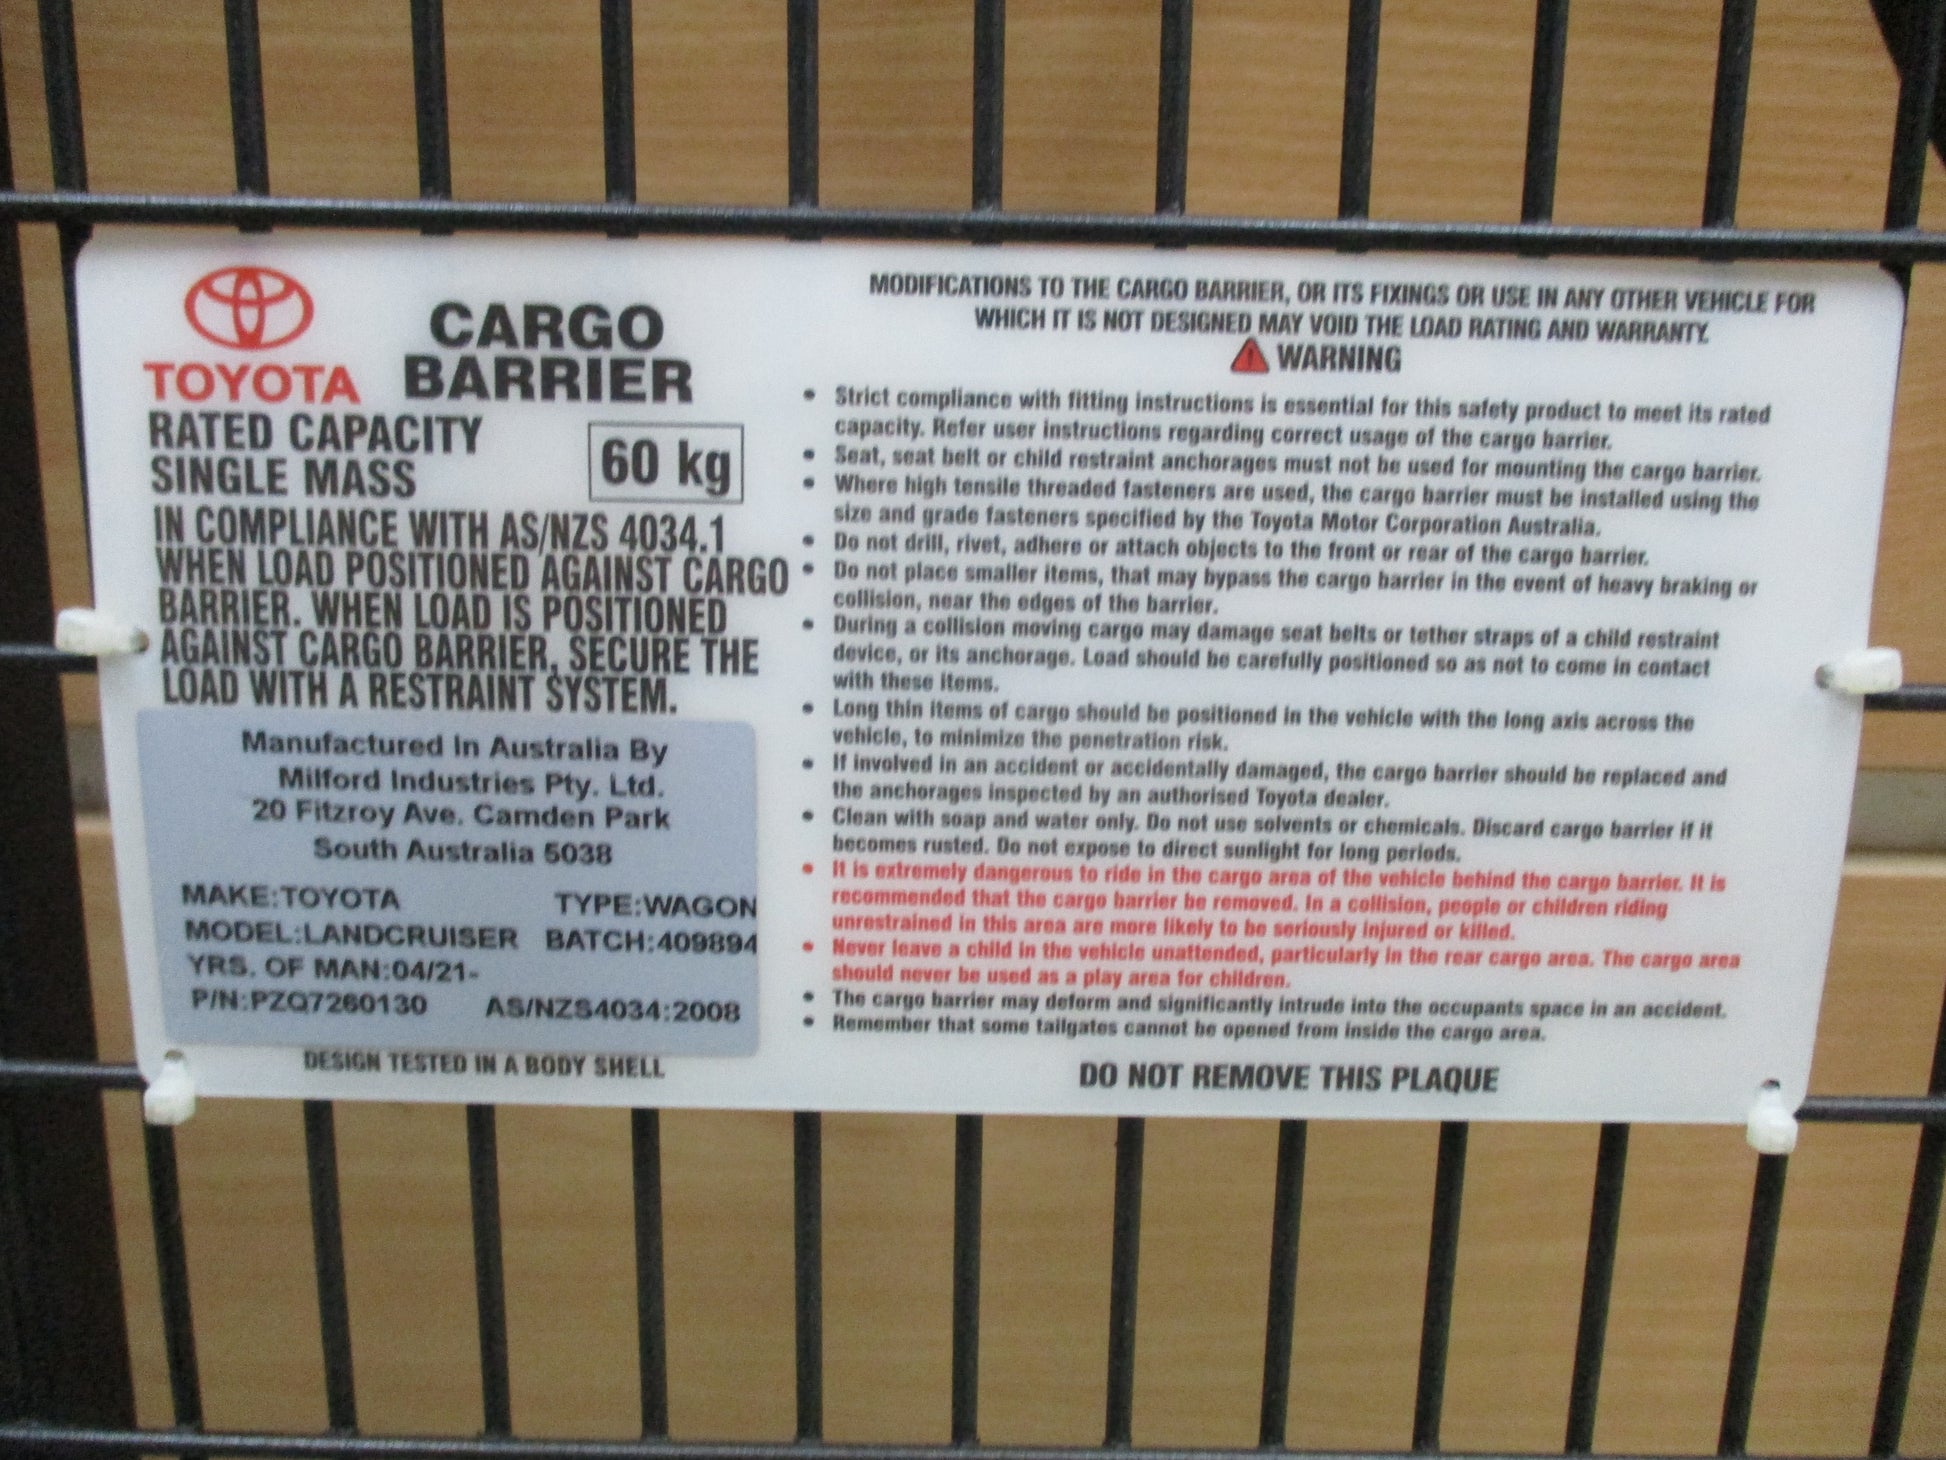 TOYOTA
CARGO
BARRIER
RATED CAPACITY
SINGLE MASS
60 kg
IN COMPLIANCE WITH AS/NZS 4034.1
WHEN LOAD POSITIONED AGAINST CARGO
BARRIER. WHEN LOAD IS POSITIONED
AGAINST CARGO BARRIER, SECURE THE
LOAD WITH A RESTRAINT SYSTEM.
Manufactured In Australia By
Milford Industries Pty. Ltd.
20 Fitzroy Ave. Camden Park
South Australia 5038
MAKE:TOYOTA TYPE:WAGON
MODEL:LANDCRUISER BATCH:409894
YRS. OF MAN:04/21-
P/N:PZQ7260130 AS/NZS4034:2008
DESIGN TESTED IN A BODY SHELL
MODIFICATIONS TO THE CARGO BARRIER, OR ITS FIXINGS OR USE IN ANY OTHER VEHICLE FOR
WHICH IT IS NOT DESIGNED MAY VOID THE LOAD RATING AND WARRANTY.
WARNING
• Strict compliance with fitting instructions is essential for this safety product to meet its rated
capacity. Refer user instructions regarding correct usage of the cargo barrier.
• Seat, seat belt or child restraint anchorages must not be used for mounting the cargo barrier.
• Where high tensile threaded fasteners are used, the cargo barrier must be installed using the
size and grade fasteners specified by the Toyota Motor Corporation Australia.
• Do not drill, rivet, adhere or attach objects to the front or rear of the cargo barrier.
• Do not place smaller items, that may bypass the cargo barrier in the event of heavy braking or
collision, near the edges of the barrier.
• During a collision moving cargo may damage seat belts or tether straps of a child restraint
device, or its anchorage. Load should be carefully positioned so as not to come in contact
with these items.
• Long thin items of cargo should be positioned in the vehicle with the long axis across the
vehicle, to minimize the penetration risk.
• If involved in an accident or accidentally damaged, the cargo barrier should be replaced and
the anchorages inspected by an authorised Toyota dealer.
• Clean with soap and water only. Do not use solvents or chemicals. Discard cargo barrier if it
becomes rusted. Do not expose to direct sunlight for long periods.
• It is extremely dangerous to ride in the cargo area of the vehicle behind the cargo barrier. It is
recommended that the cargo barrier be removed. In a collision, people or children riding
unrestrained in this area are more likely to be seriously injured or killed.
• Never leave a child in the vehicle unattended, particularly in the rear cargo area. The cargo area
should never be used as a play area for children.
• The cargo barrier may deform and significantly intrude into the occupants space in an accident.
• Remember that some tailgates cannot be opened from inside the cargo area.
DO NOT REMOVE THIS PLAQUE